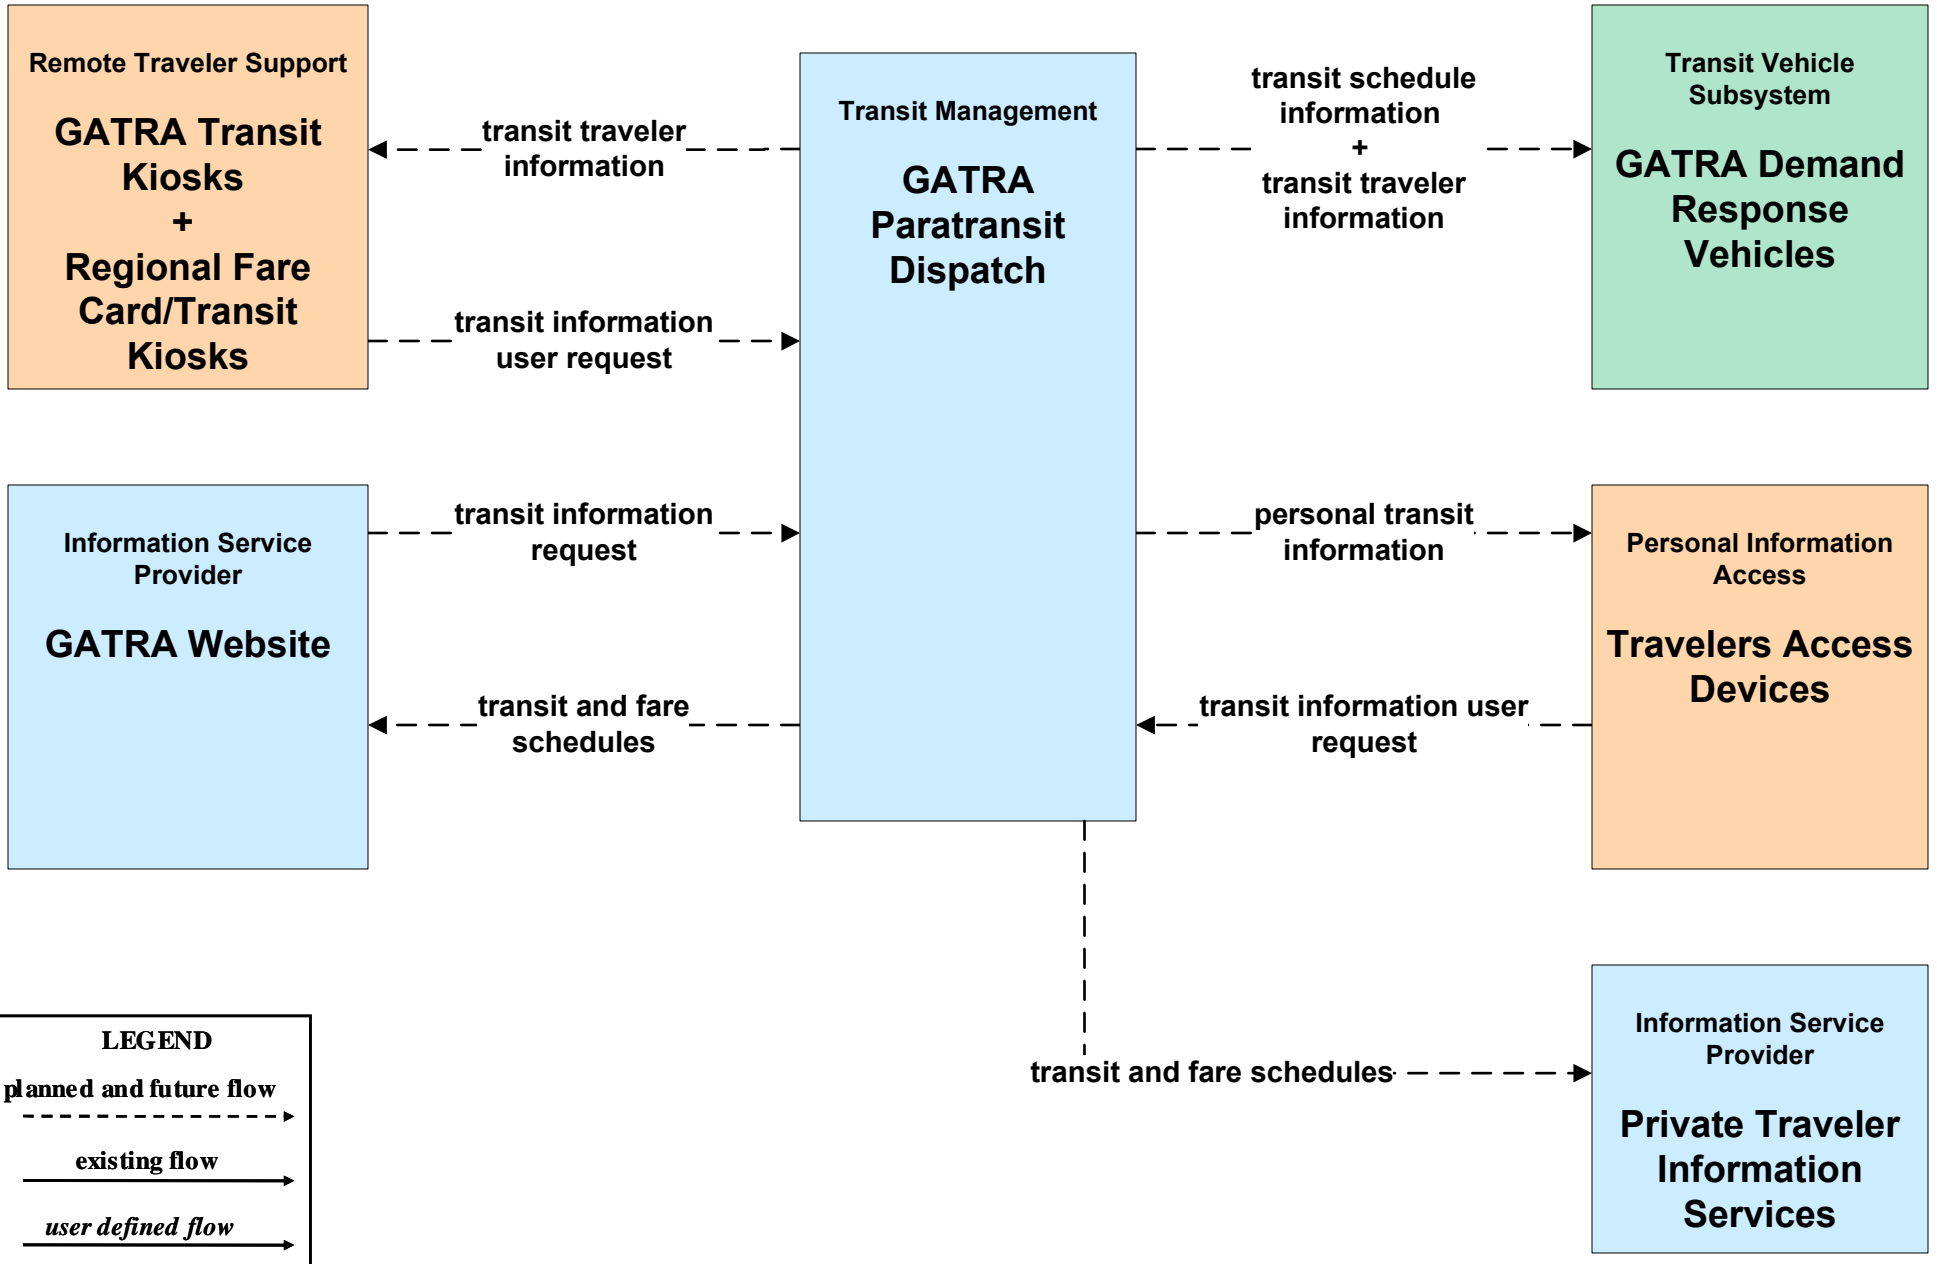 Remote Traveler Support
GATRA Transit
Kiosks
+
Regional Fare
Card/Transit
Kiosks
transit traveler
information
transit information
user request
Transit Management
GATRA
Paratransit
Dispatch
transit schedule
information
+
transit traveler
information
Transit Vehicle
Subsystem
GATRA Demand
Response
Vehicles
Information Service
Provider
GATRA Website
transit information
request
transit and fare
schedules
personal transit
information
transit information user
request
Personal Information
Access
Travelers Access
Devices
transit and fare schedules
Information Service
Provider
Private Traveler
Information
Services
LEGEND
planned and future flow
existing flow
user defined flow